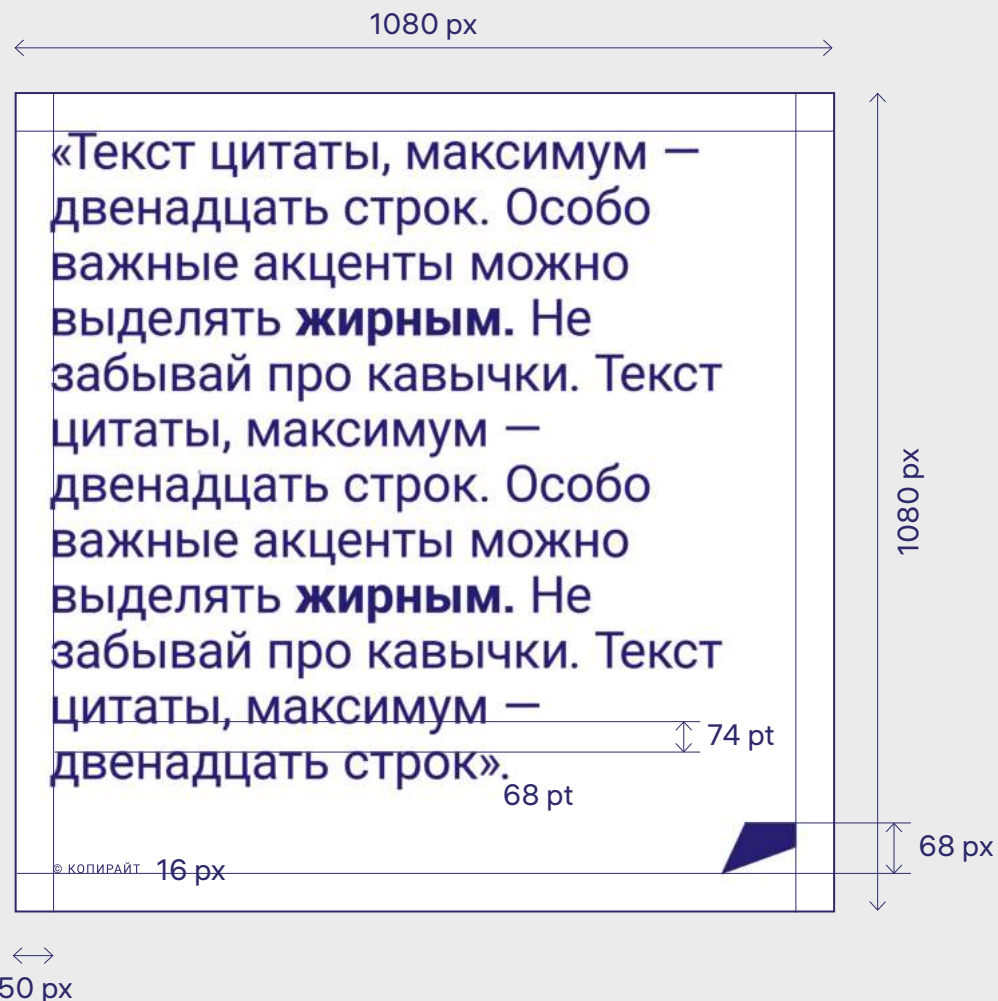 1080 px
«Текст цитаты, максимум —
двенадцать строк. Особо
важные акценты можно
выделять жирным. Не
забывай про кавычки. Текст
цитаты, максимум —
двенадцать строк. Особо
важные акценты можно
выделять жирным. Не
забывай про кавычки. Текст
цитаты, максимум —
74 pt
двенадцать строк».
68 pt
1080 px
68 px
© КОПИРАЙТ 16 px
50 px